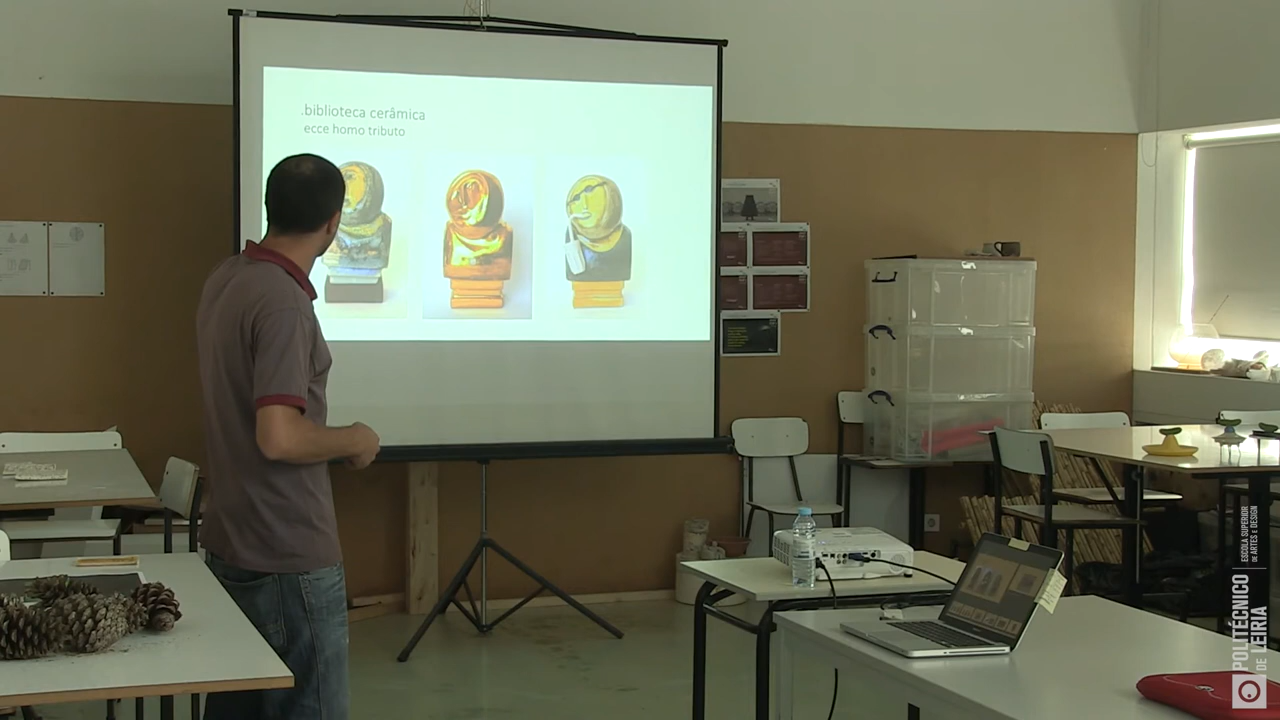 .biblioteca cerâmica
ecce homo tributo
POLITÉCNICO
DE LEIRIA
ESCOLA SUPERIOR
DE ARTES E DESIGN